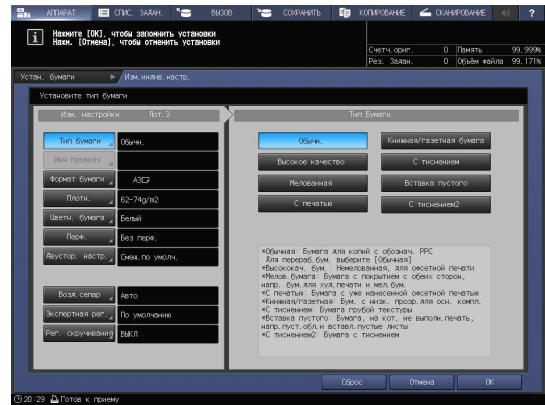 АППАРАТ
СПИС. ЗАДАН.
ВЫЗОВ
СОХРАНИТЬ
КОПИРОВАНИЕ
СКАНИРОВАНИЕ
?
Нажмите [OK], чтобы запомнить установки
Нажм. [Отмена], чтобы отменить установки
Счетч.ориг. 0 Память 99,999%
Рез. Задан. 0 Объём файла 99,171%
Устан. бумаги Изм.индив.настр.
Установите тип бумаги
Изм. настройки Лот.3
Тип бумаги Обычн.
Имя профиля
Формат бумаги A3
Плотн. 62-74g/m2
Цветн. бумага Белый
Перф. Без перф.
Двустор. настр. Смещ.по умолч.
Возд.сепар Авто
Экспертная рег. По умолчанию
Рег. скручивания ВЫКЛ
Тип Бумаги
Обычн. Книжная/газетная бумага
Высокое качество С тиснением
Мелованная Вставка пустого
С печатью С тиснением2
*Обычная: Бумага для копий с обознач. PPC
Для перераб.бум. выберите [Обычная]
*Высококач. бум.: Немелованная, для офсетной печати
*Мелов.бумага: Бумага с покрытием с обеих сторон,
напр. бум.для худ.печати и мел.бум.
*С печатью: Бумага с уже нанесенной офсетной печатью
*Книжная/газетная: Бум. с низк. прозр.для осн. компл.
*С тиснением: Бумага грубой текстуры
*Вставка пустого: Бумага, на кот. не выполн.печать,
напр.пуст.обл.и вставл.пустые листы
*С тиснением2: Бумага с тиснением
Сброс Отмена OK
20:29 Готов к приему